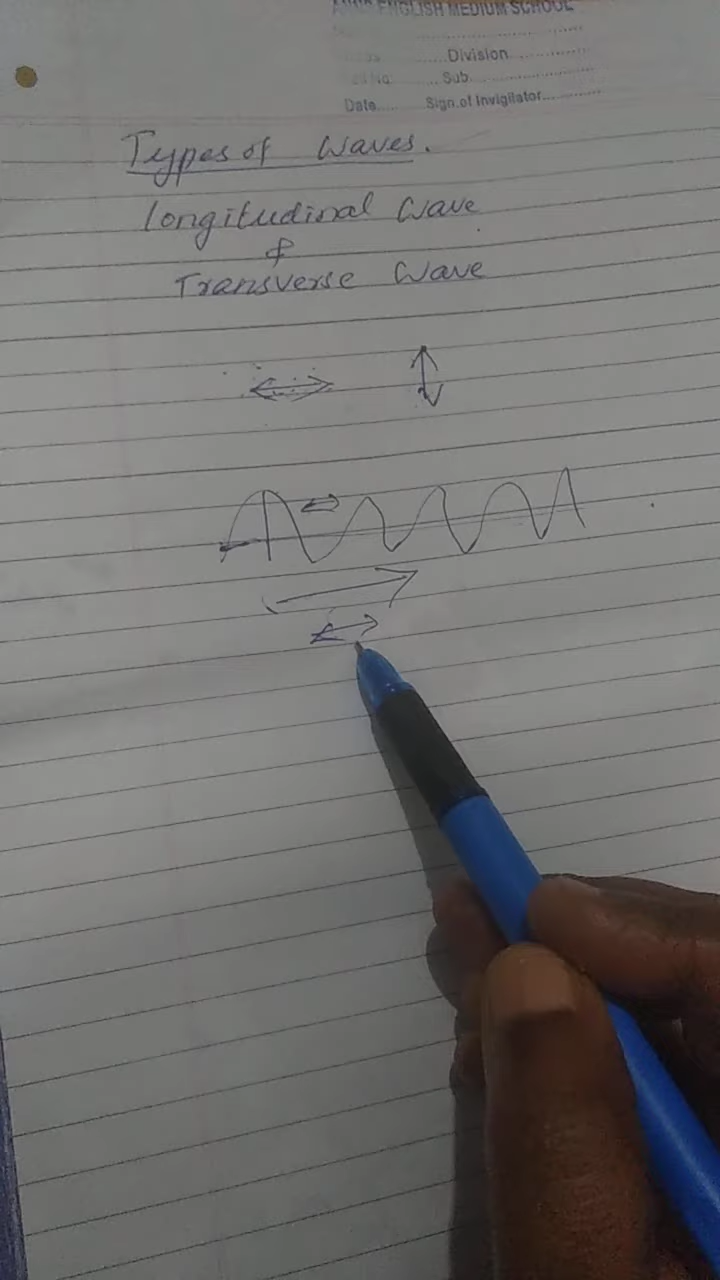 ENGLISH MEDIUM SCHOOL
Division
Sub
Date Sign.of Invigilator
Types of Waves.
longitudinal Wave
&
Transverse Wave